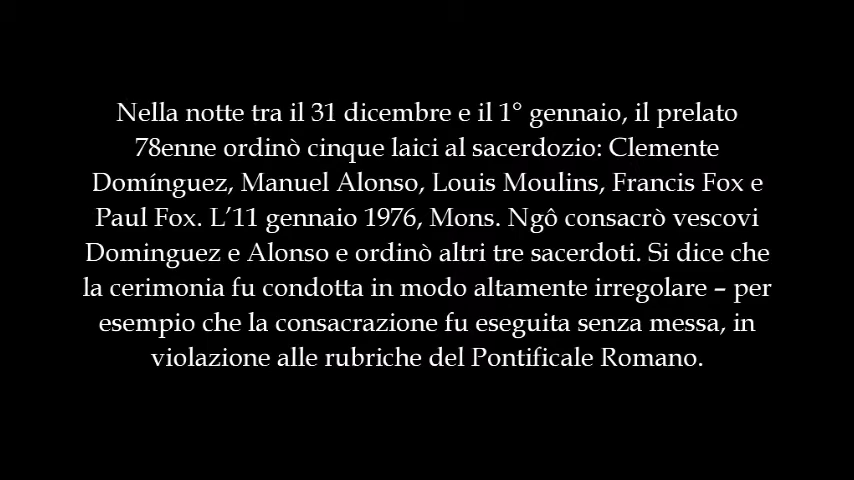 Nella notte tra il 31 dicembre e il 1° gennaio, il prelato
78enne ordinò cinque laici al sacerdozio: Clemente
Domínguez, Manuel Alonso, Louis Moulins, Francis Fox e
Paul Fox. L’11 gennaio 1976, Mons. Ngô consacrò vescovi
Dominguez e Alonso e ordinò altri tre sacerdoti. Si dice che
la cerimonia fu condotta in modo altamente irregolare – per
esempio che la consacrazione fu eseguita senza messa, in
violazione alle rubriche del Pontificale Romano.